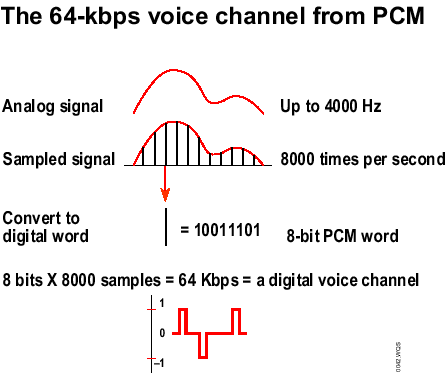 The 64-kbps voice channel from PCM
Analog signal
Up to 4000 Hz
Sampled signal
8000 times per second
Convert to
digital word
= 10011101
8-bit PCM word
8 bits X 8000 samples = 64 Kbps = a digital voice channel
1
0
–1
0042.WQS